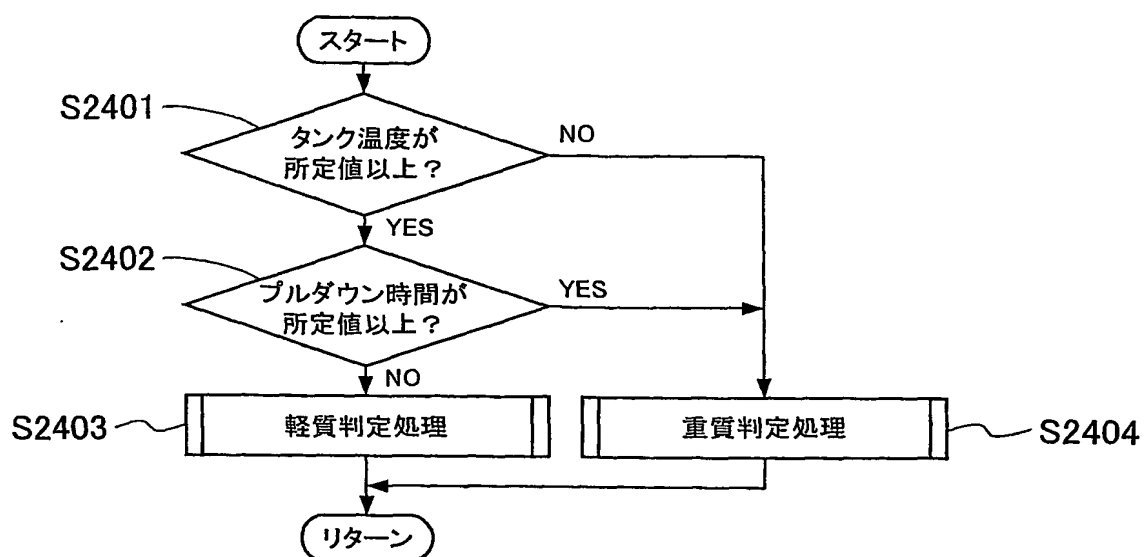 スタート
S2401
タンク温度が
所定値以上?
NO
YES
S2402
プルダウン時間が
所定値以上?
YES
NO
S2403
軽質判定処理
重質判定処理
S2404
リターン